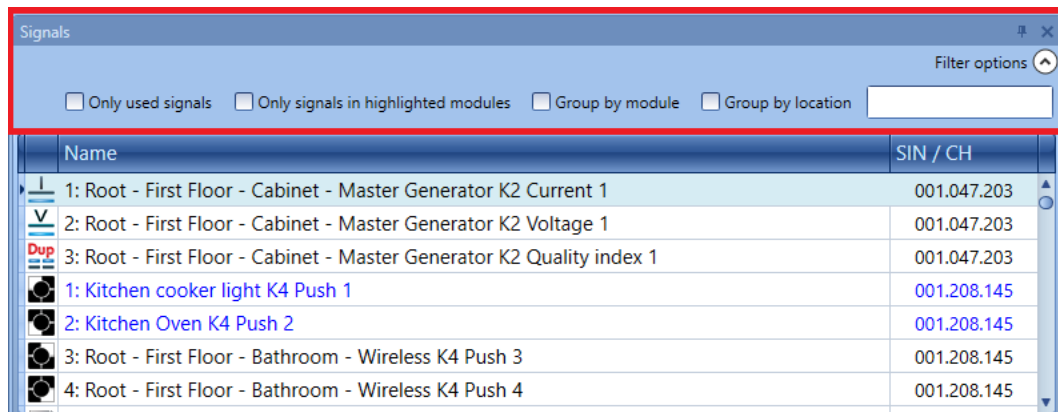 Signals
Filter options
Only used signals Only signals in highlighted modules Group by module Group by location
Name SIN / CH
I 1: Root - First Floor - Cabinet - Master Generator K2 Current 1 001.047.203
V 2: Root - First Floor - Cabinet - Master Generator K2 Voltage 1 001.047.203
Dup 3: Root - First Floor - Cabinet - Master Generator K2 Quality index 1 001.047.203
1: Kitchen cooker light K4 Push 1 001.208.145
2: Kitchen Oven K4 Push 2 001.208.145
3: Root - First Floor - Bathroom - Wireless K4 Push 3 001.208.145
4: Root - First Floor - Bathroom - Wireless K4 Push 4 001.208.145